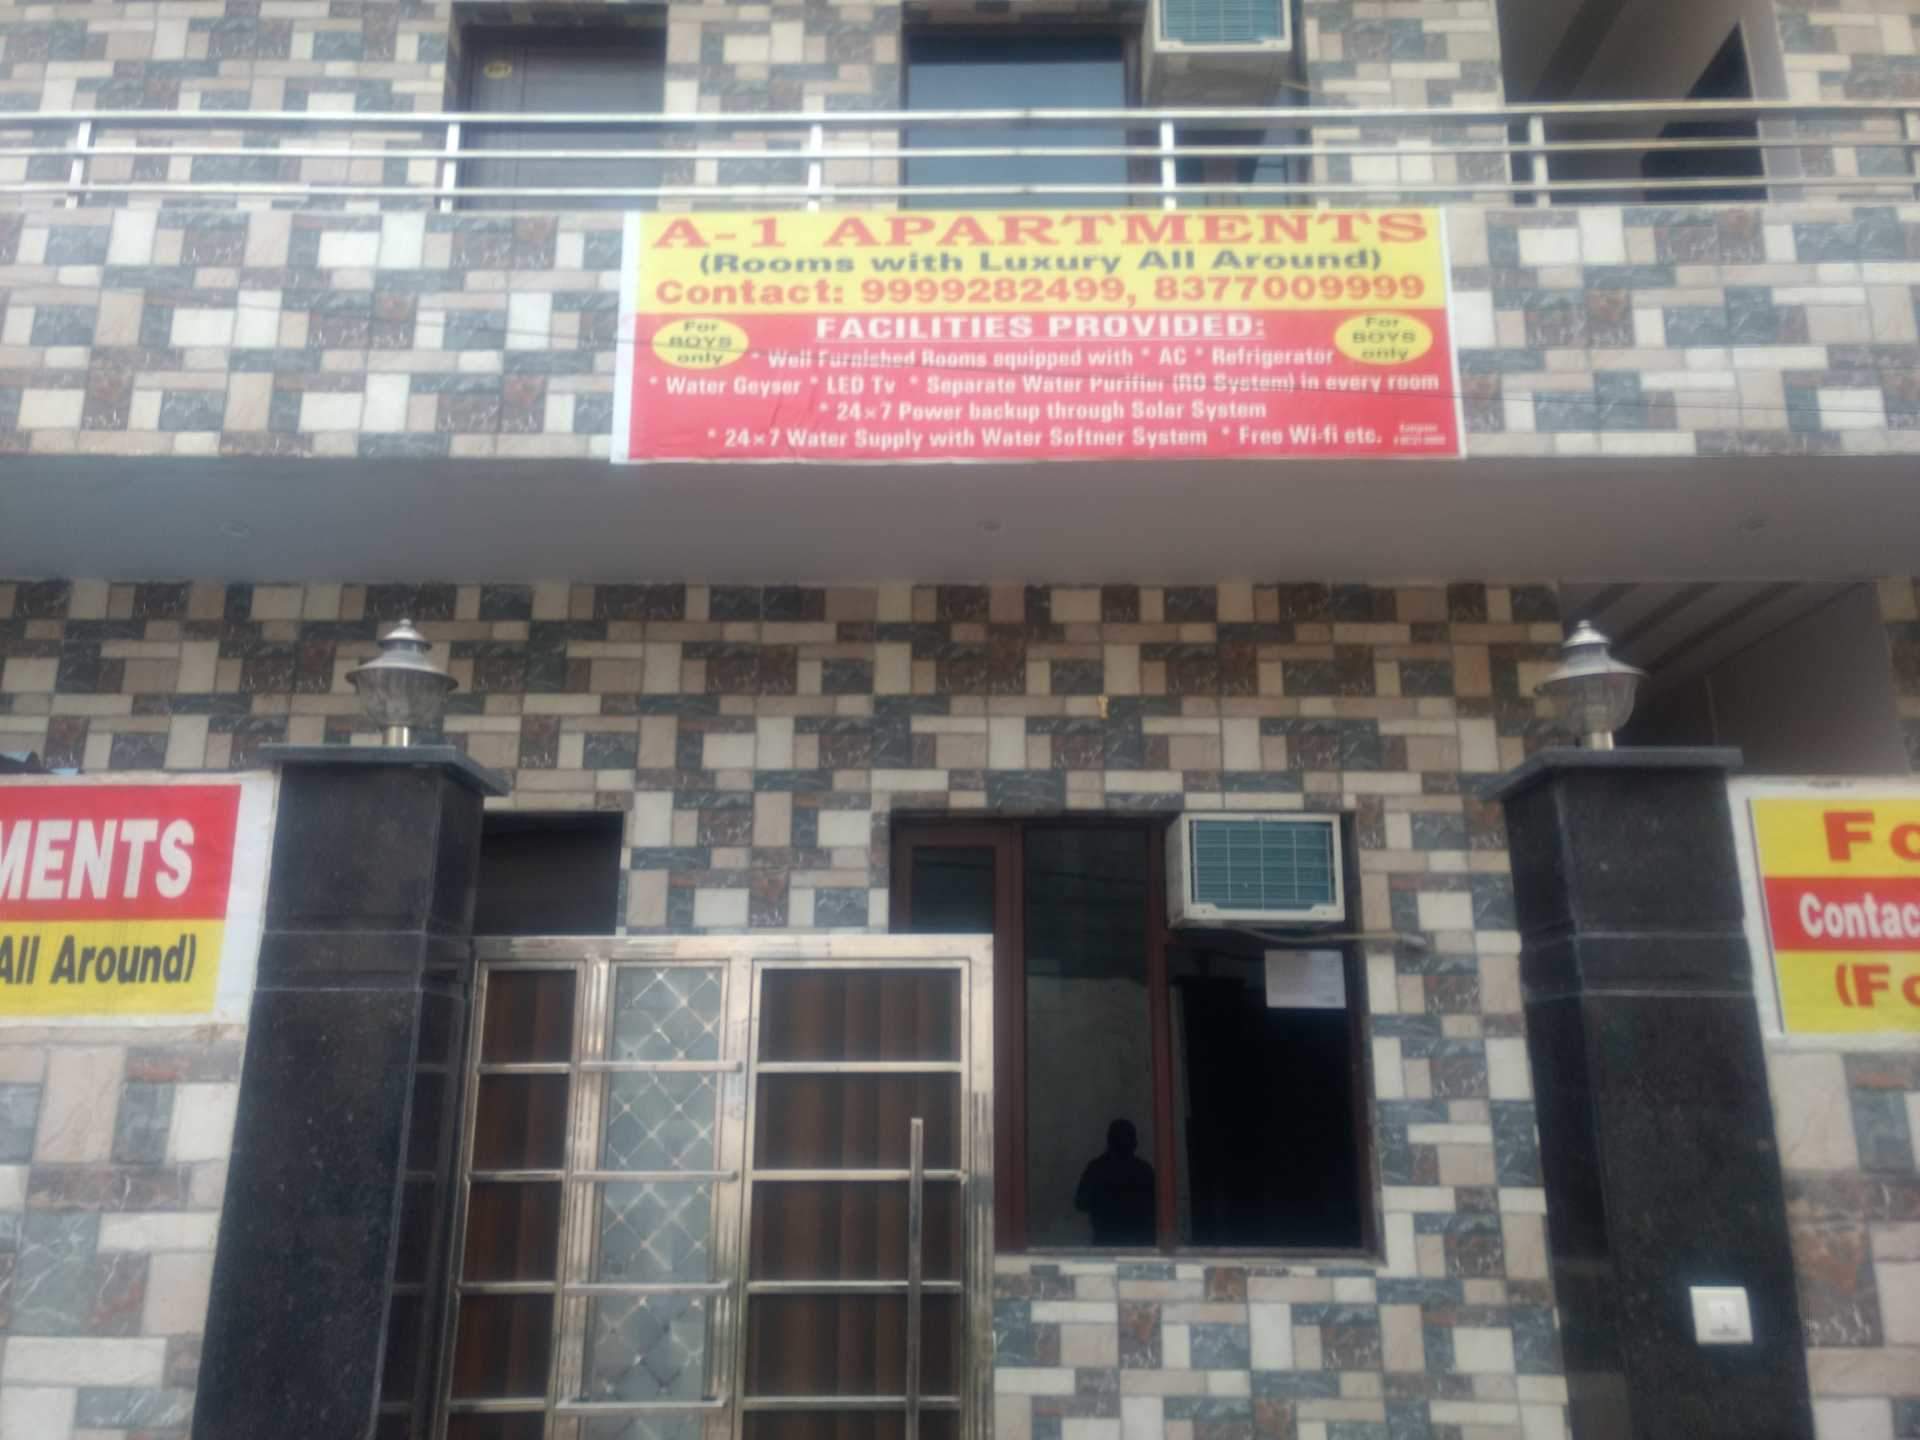 A-1 APARTMENTS
(Rooms with Luxury All Around)
Contact: 9999282499, 8377009999
For
BOYS
only
FACILITIES PROVIDED:
For
BOYS
only
* Well Furnished Rooms equipped with * AC * Refrigerator
* Water Geyser * LED Tv * Separate Water Purifier (RO System) in every room
* 24×7 Power backup through Solar System
* 24×7 Water Supply with Water Softner System * Free Wi-fi etc.
MENTS
All Around)
Fo
Contac
(Fo